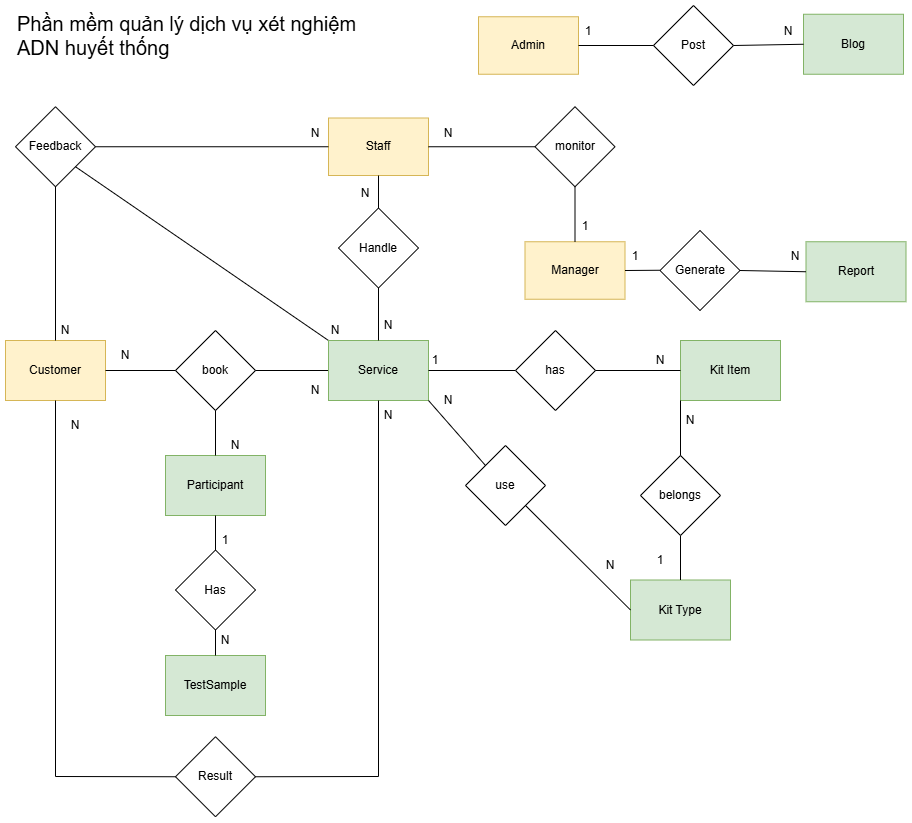 Phần mềm quản lý dịch vụ xét nghiệm
ADN huyết thống
Admin
1
Post
N
Blog
Feedback
N
Staff
N
monitor
N
Handle
1
Manager
1
Generate
N
Report
N
N
N
Customer
N
book
N
Service
1
has
N
Kit Item
N
N
N
N
N
Participant
use
belongs
1
Has
N
1
N
Kit Type
TestSample
Result